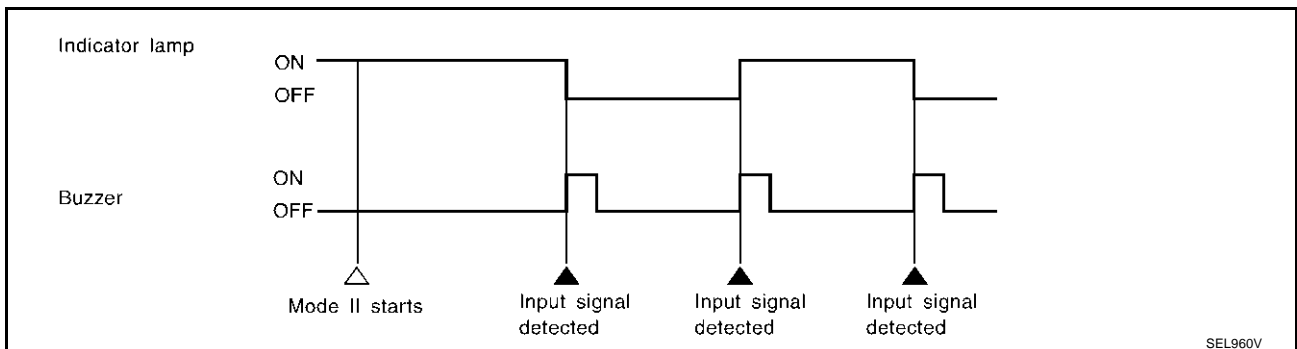 Indicator lamp
ON
OFF
Buzzer
ON
OFF
Mode II starts
Input signal
detected
Input signal
detected
Input signal
detected
SEL960V